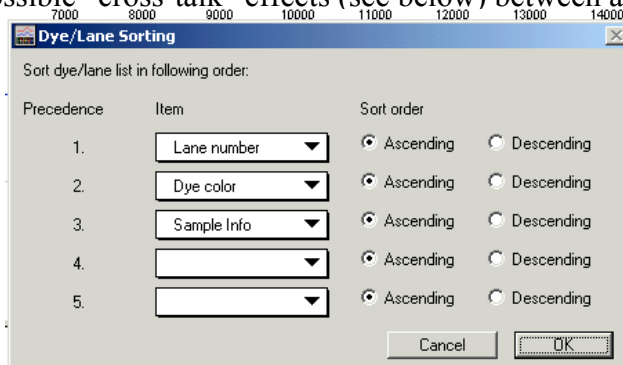 ossible "cross-talk" effects (see below) between a
7000 8000 9000 10000 11000 12000 13000 14000
Dye/Lane Sorting
Sort dye/lane list in following order:
Precedence Item Sort order
1. Lane number Ascending Descending
2. Dye color Ascending Descending
3. Sample Info Ascending Descending
4. Ascending Descending
5. Ascending Descending
Cancel OK